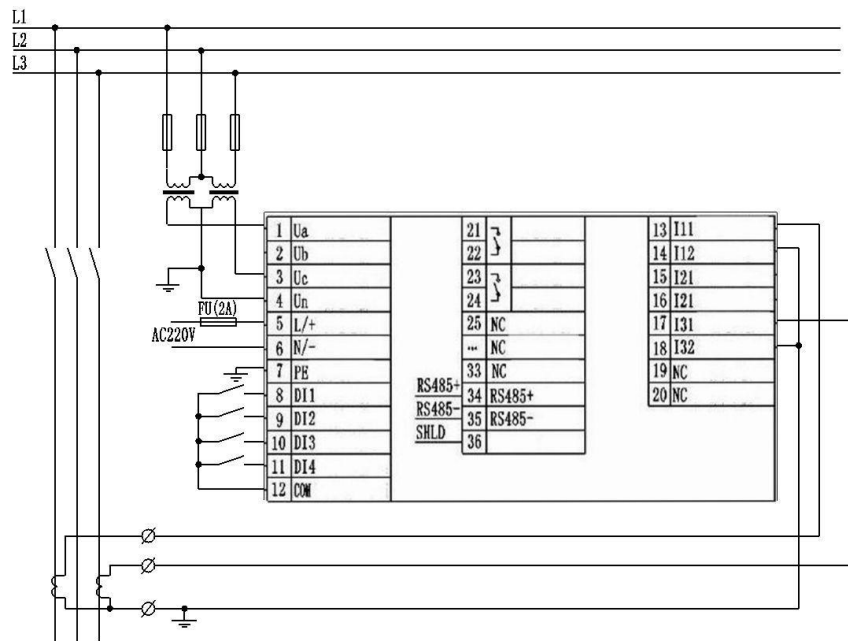 L1
L2
L3
1 Ua
2 Ub
3 Uc
4 Un
5 L/+
6 N/-
7 PE
8 DI1
9 DI2
10 DI3
11 DI4
12 COM
FU(2A)
AC220V
21
22
23
24
25 NC
... NC
33 NC
RS485+ 34 RS485+
RS485- 35 RS485-
SHLD 36
13 I11
14 I12
15 I21
16 I21
17 I31
18 I32
19 NC
20 NC